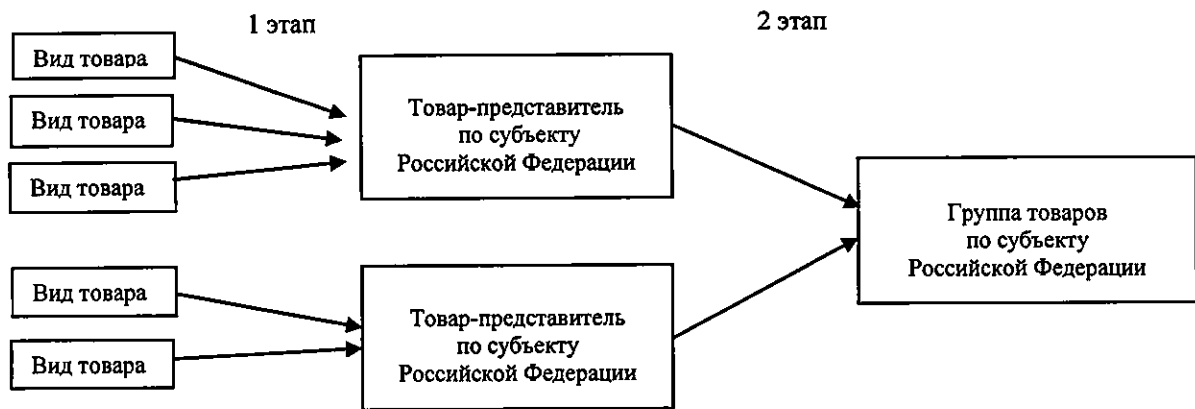 1 этап
2 этап
Вид товара
Вид товара
Вид товара
Товар-представитель
по субъекту
Российской Федерации
Группа товаров
по субъекту
Российской Федерации
Вид товара
Вид товара
Товар-представитель
по субъекту
Российской Федерации